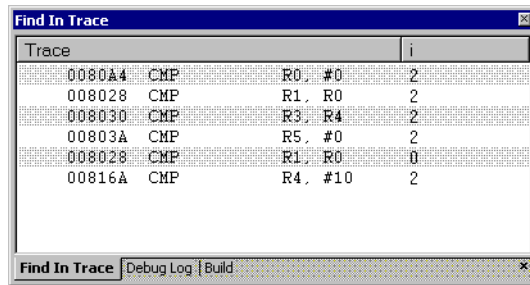 Find In Trace
Trace i
0080A4 CMP R0, #0 2
008028 CMP R1, R0 2
008030 CMP R3, R4 2
00803A CMP R5, #0 2
008028 CMP R1, R0 0
00816A CMP R4, #10 2
Find In Trace Debug Log Build